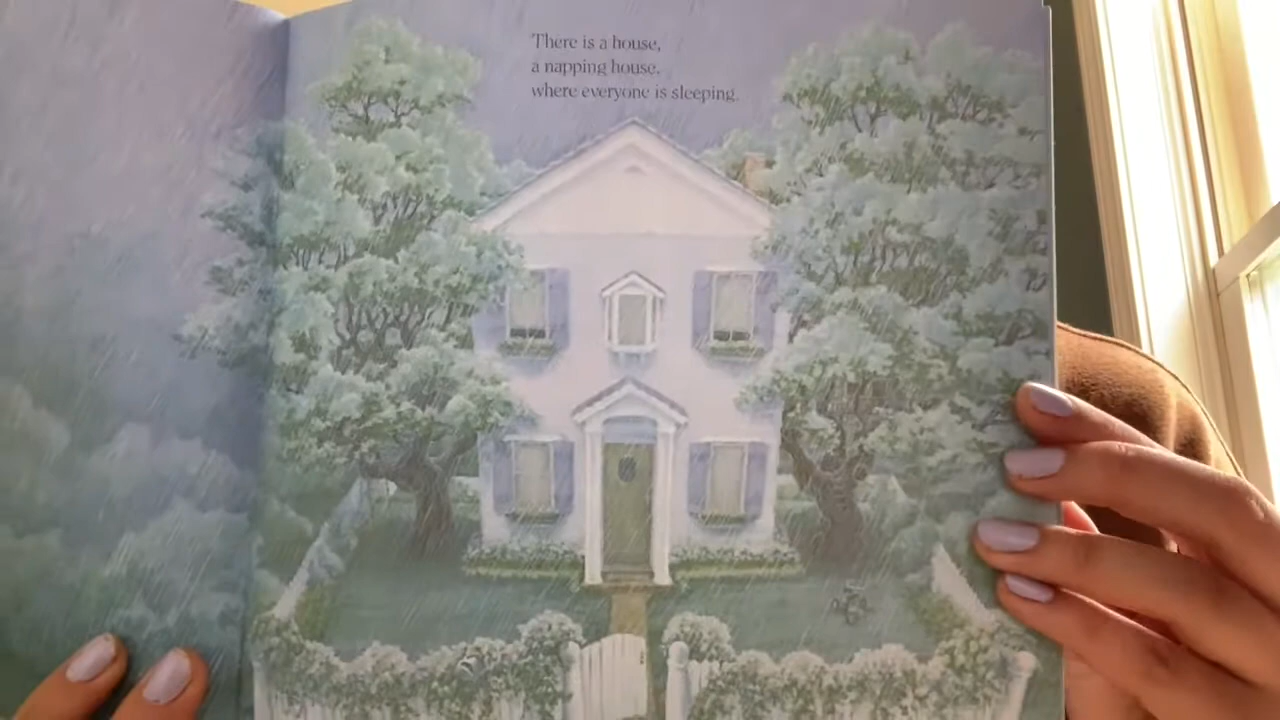 There is a house,
a napping house,
where everyone is sleeping.